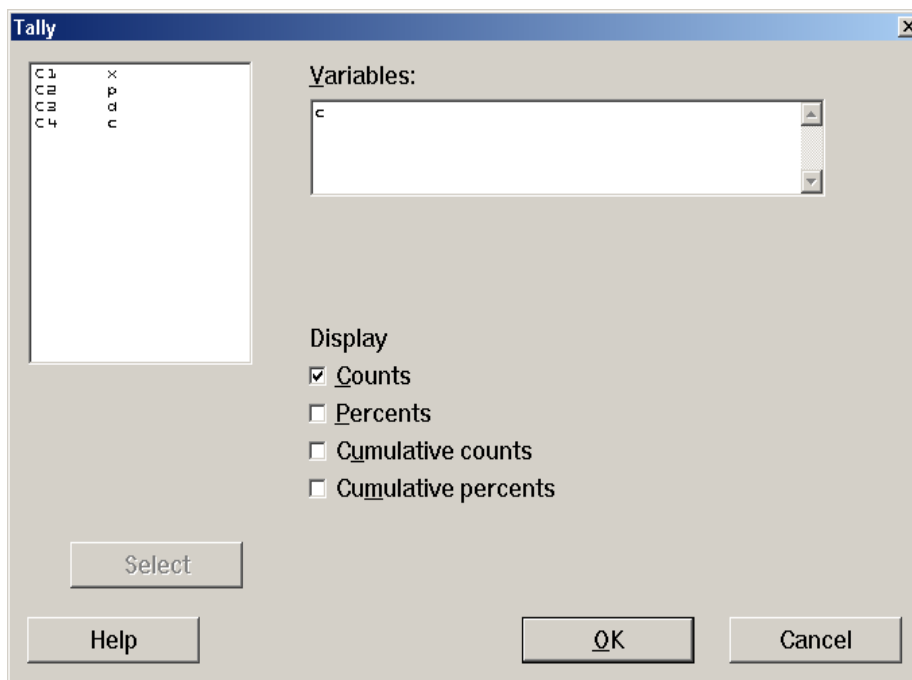 Tally
C1 x
C2 p
C3 d
C4 c
Variables:
c
Display
Counts
Percents
Cumulative counts
Cumulative percents
Select
Help
OK
Cancel